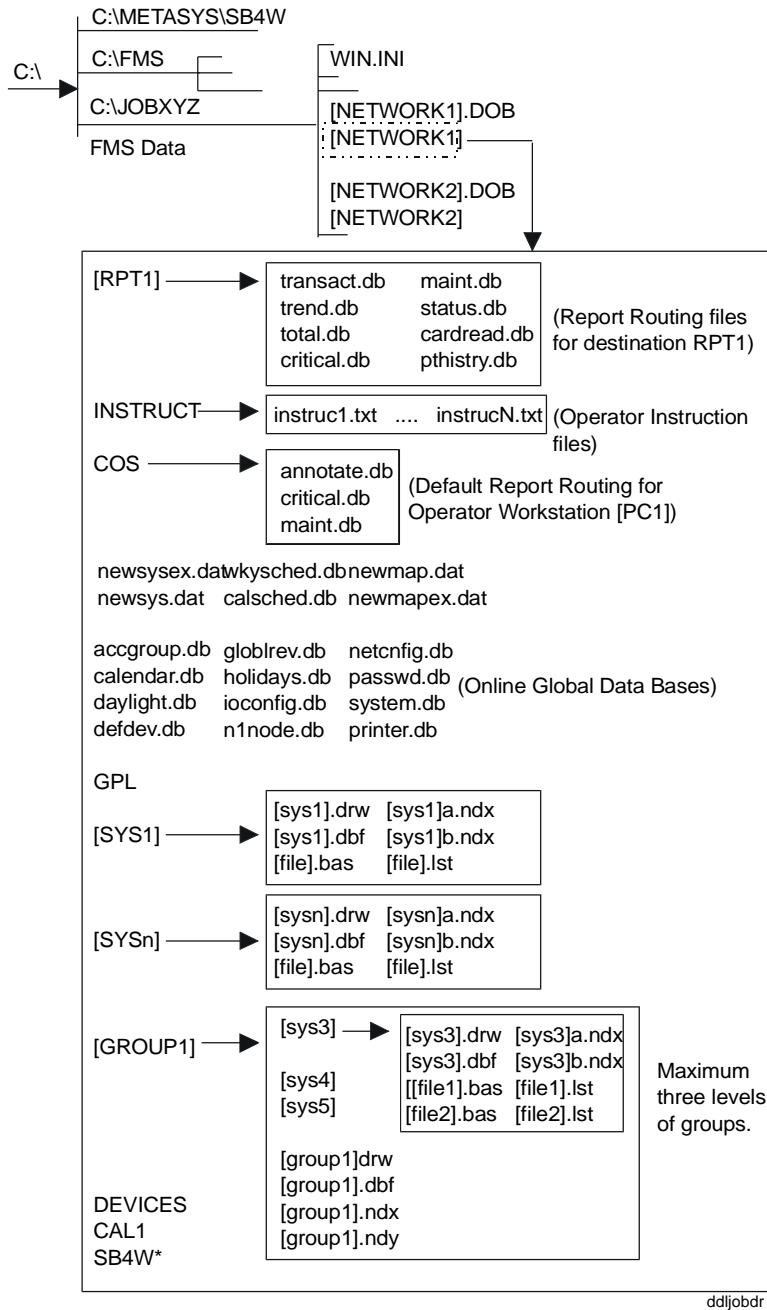 C:\METASYS\SB4W
C:\FMS
C:\
C:\JOBXYZ
FMS Data
WIN.INI
[NETWORK1].DOB
[NETWORK1]
[NETWORK2].DOB
[NETWORK2]
[RPT1]
transact.db maint.db
trend.db status.db
total.db cardread.db
critical.db pthistry.db
(Report Routing files
for destination RPT1)
INSTRUCT
instruc1.txt .... instrucN.txt
(Operator Instruction
files)
COS
annotate.db
critical.db
maint.db
(Default Report Routing for
Operator Workstation [PC1])
newsysex.dat wkysched.db newmap.dat
newsys.dat calsched.db newmapex.dat
accgroup.db globlrev.db netcnfig.db
calendar.db holidays.db passwd.db
daylight.db ioconfig.db system.db
defdev.db n1node.db printer.db
(Online Global Data Bases)
GPL
[SYS1]
[sys1].drw [sys1]a.ndx
[sys1].dbf [sys1]b.ndx
[file].bas [file].lst
[SYSn]
[sysn].drw [sysn]a.ndx
[sysn].dbf [sysn]b.ndx
[file].bas [file].lst
[GROUP1]
[sys3]
[sys3].drw [sys3]a.ndx
[sys3].dbf [sys3]b.ndx
[[file1].bas [file1].lst
[file2].bas [file2].lst
[sys4]
[sys5]
[group1]drw
[group1].dbf
[group1].ndx
[group1].ndy
Maximum
three levels
of groups.
DEVICES
CAL1
SB4W*
ddljobdr